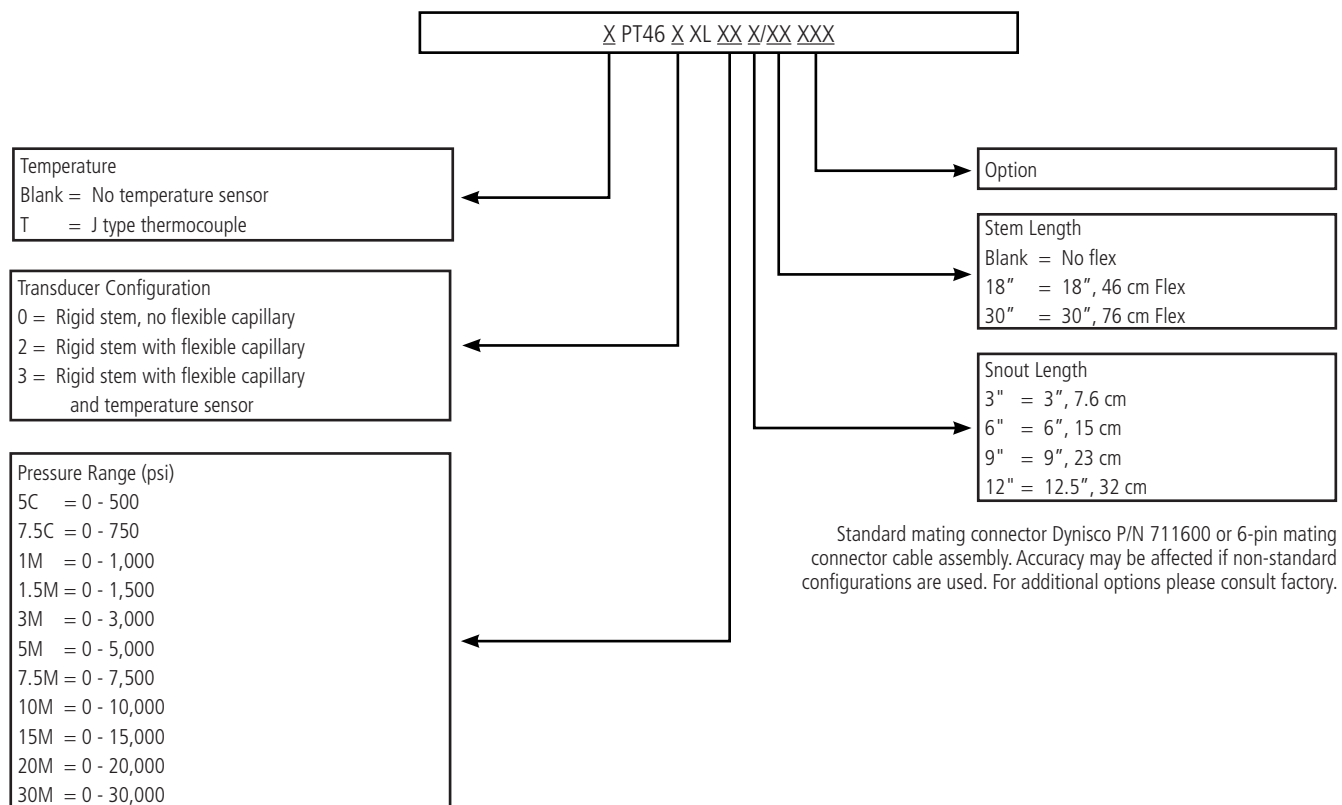 X PT46 X XL XX X/XX XXX
Temperature
Blank = No temperature sensor
T = J type thermocouple
Transducer Configuration
0 = Rigid stem, no flexible capillary
2 = Rigid stem with flexible capillary
3 = Rigid stem with flexible capillary
and temperature sensor
Pressure Range (psi)
5C = 0 - 500
7.5C = 0 - 750
1M = 0 - 1,000
1.5M = 0 - 1,500
3M = 0 - 3,000
5M = 0 - 5,000
7.5M = 0 - 7,500
10M = 0 - 10,000
15M = 0 - 15,000
20M = 0 - 20,000
30M = 0 - 30,000
Option
Stem Length
Blank = No flex
18″ = 18″, 46 cm Flex
30″ = 30″, 76 cm Flex
Snout Length
3" = 3″, 7.6 cm
6" = 6″, 15 cm
9" = 9″, 23 cm
12" = 12.5″, 32 cm
Standard mating connector Dynisco P/N 711600 or 6-pin mating
connector cable assembly. Accuracy may be affected if non-standard
configurations are used. For additional options please consult factory.